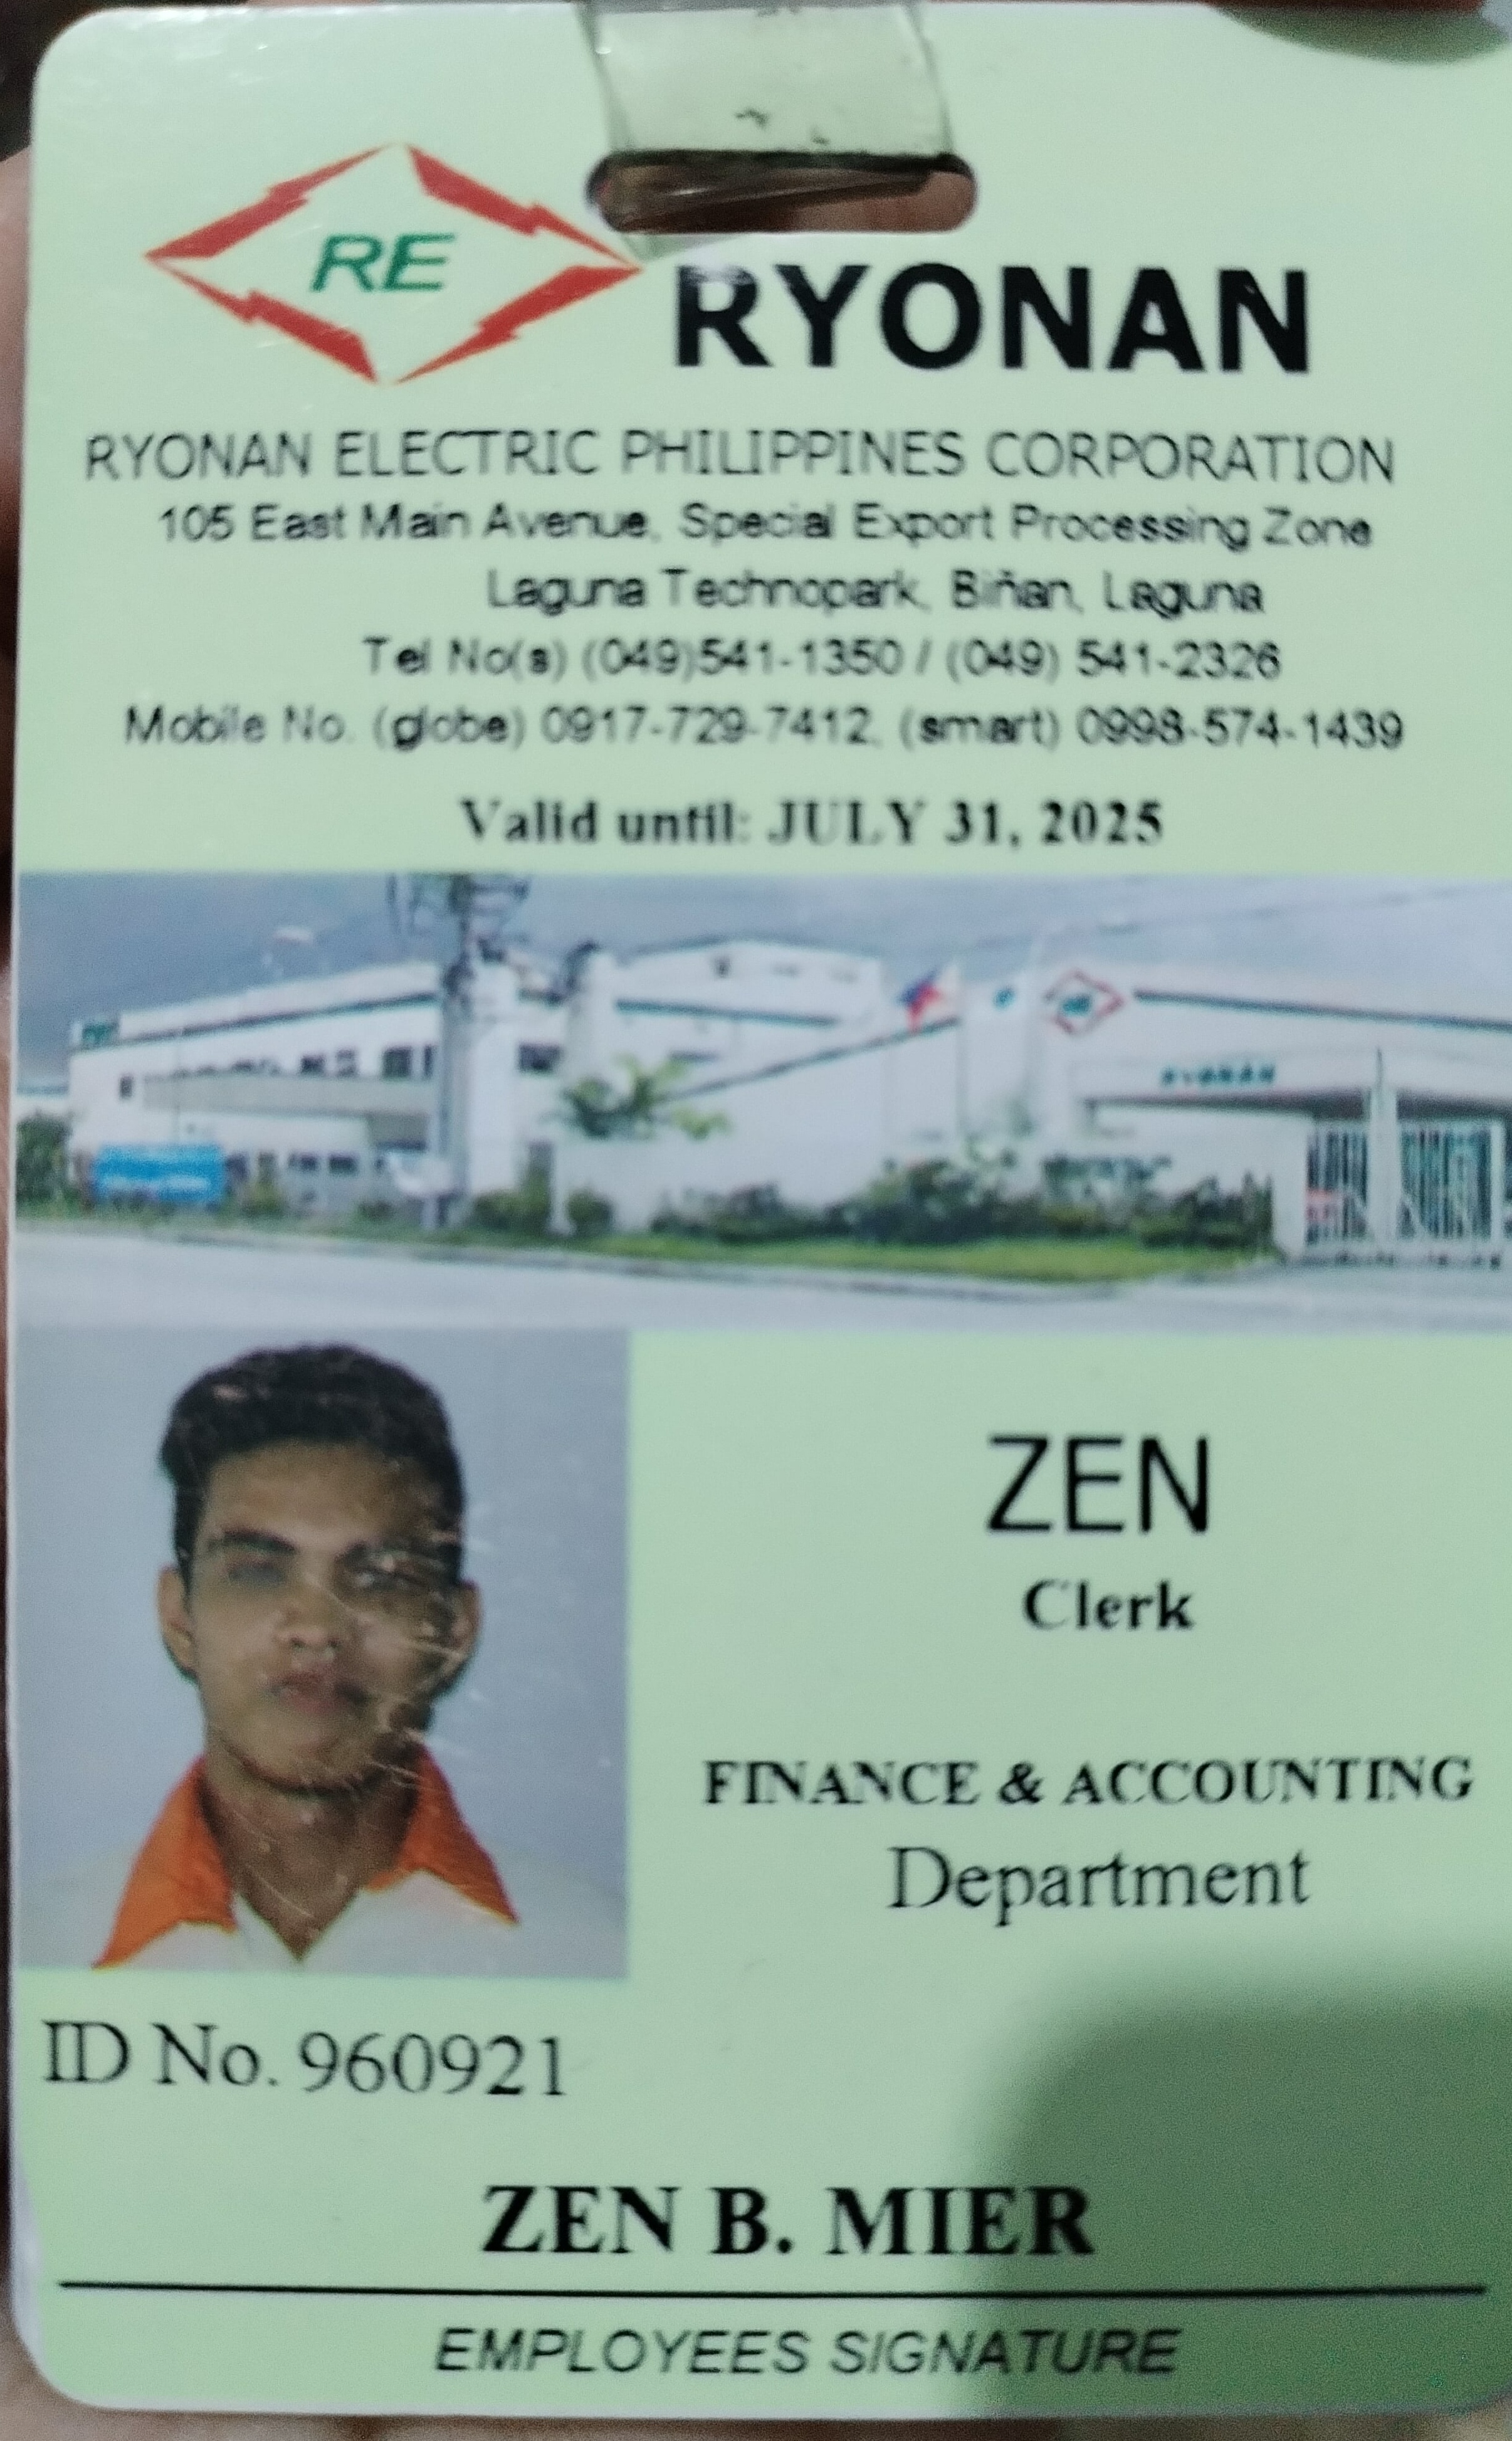 RE
RYONAN
RYONAN ELECTRIC PHILIPPINES CORPORATION
105 East Main Avenue, Special Export Processing Zone
Laguna Technopark, Biñan, Laguna
Tel No(s) (049)541-1350 / (049) 541-2326
Mobile No. (globe) 0917-729-7412, (smart) 0998-574-1439
Valid until: JULY 31, 2025
RE
RYONAN
ZEN
Clerk
FINANCE & ACCOUNTING
Department
ID No. 960921
ZEN B. MIER
EMPLOYEES SIGNATURE